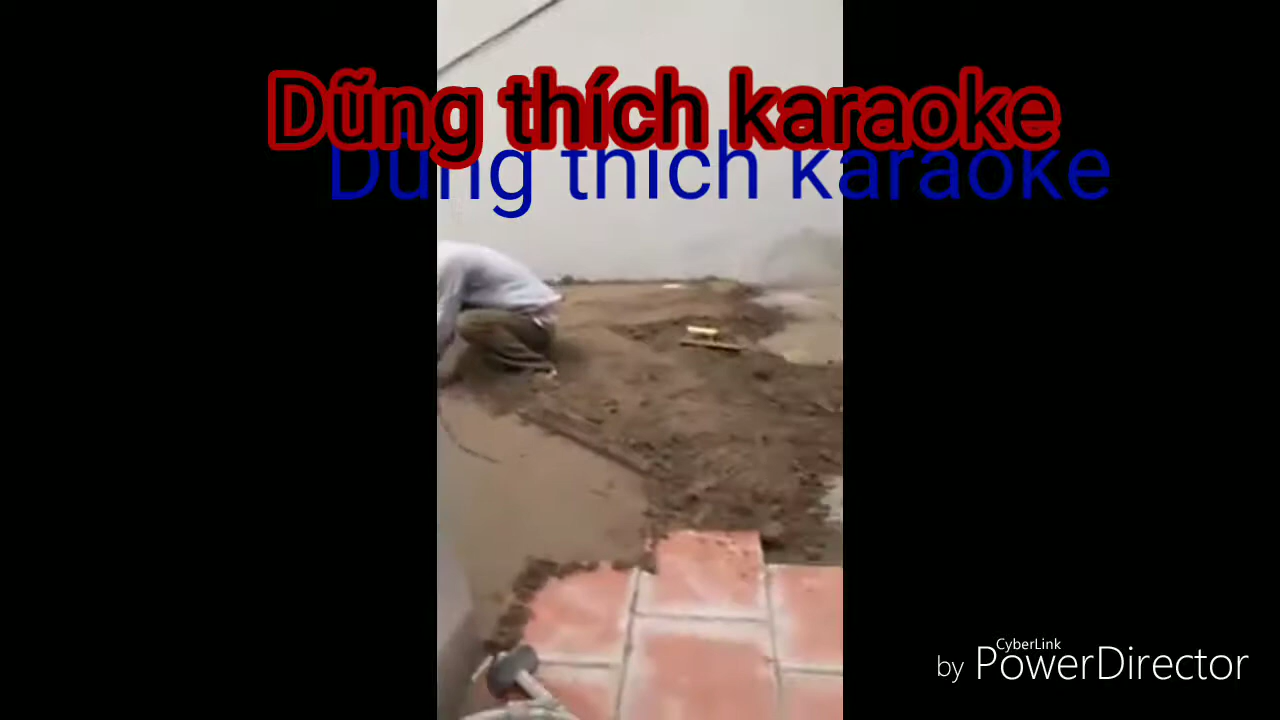 Dũng thích karaoke
Dũng thích karaoke
CyberLink
by PowerDirector